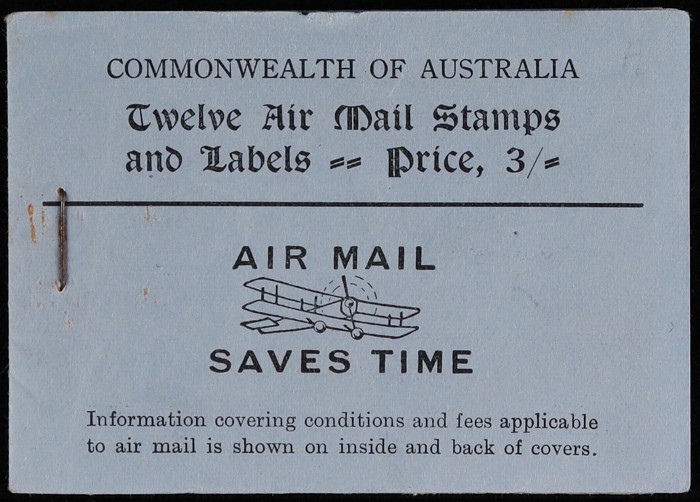 COMMONWEALTH OF AUSTRALIA
Twelve Air Mail Stamps
and Labels -- Price, 3/-
AIR MAIL
SAVES TIME
Information covering conditions and fees applicable
to air mail is shown on inside and back of covers.